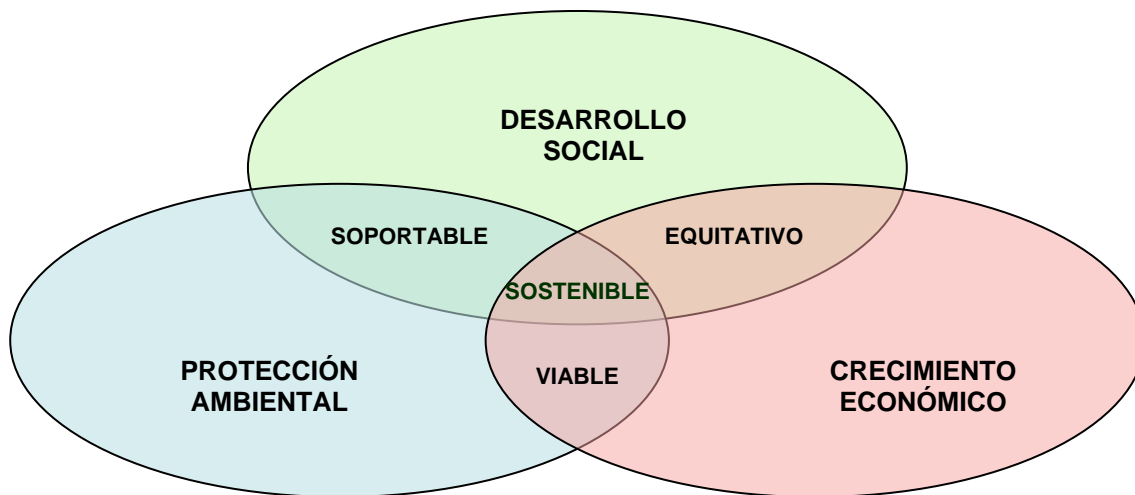 DESARROLLO
SOCIAL
SOPORTABLE
EQUITATIVO
SOSTENIBLE
PROTECCIÓN
AMBIENTAL
VIABLE
CRECIMIENTO
ECONÓMICO